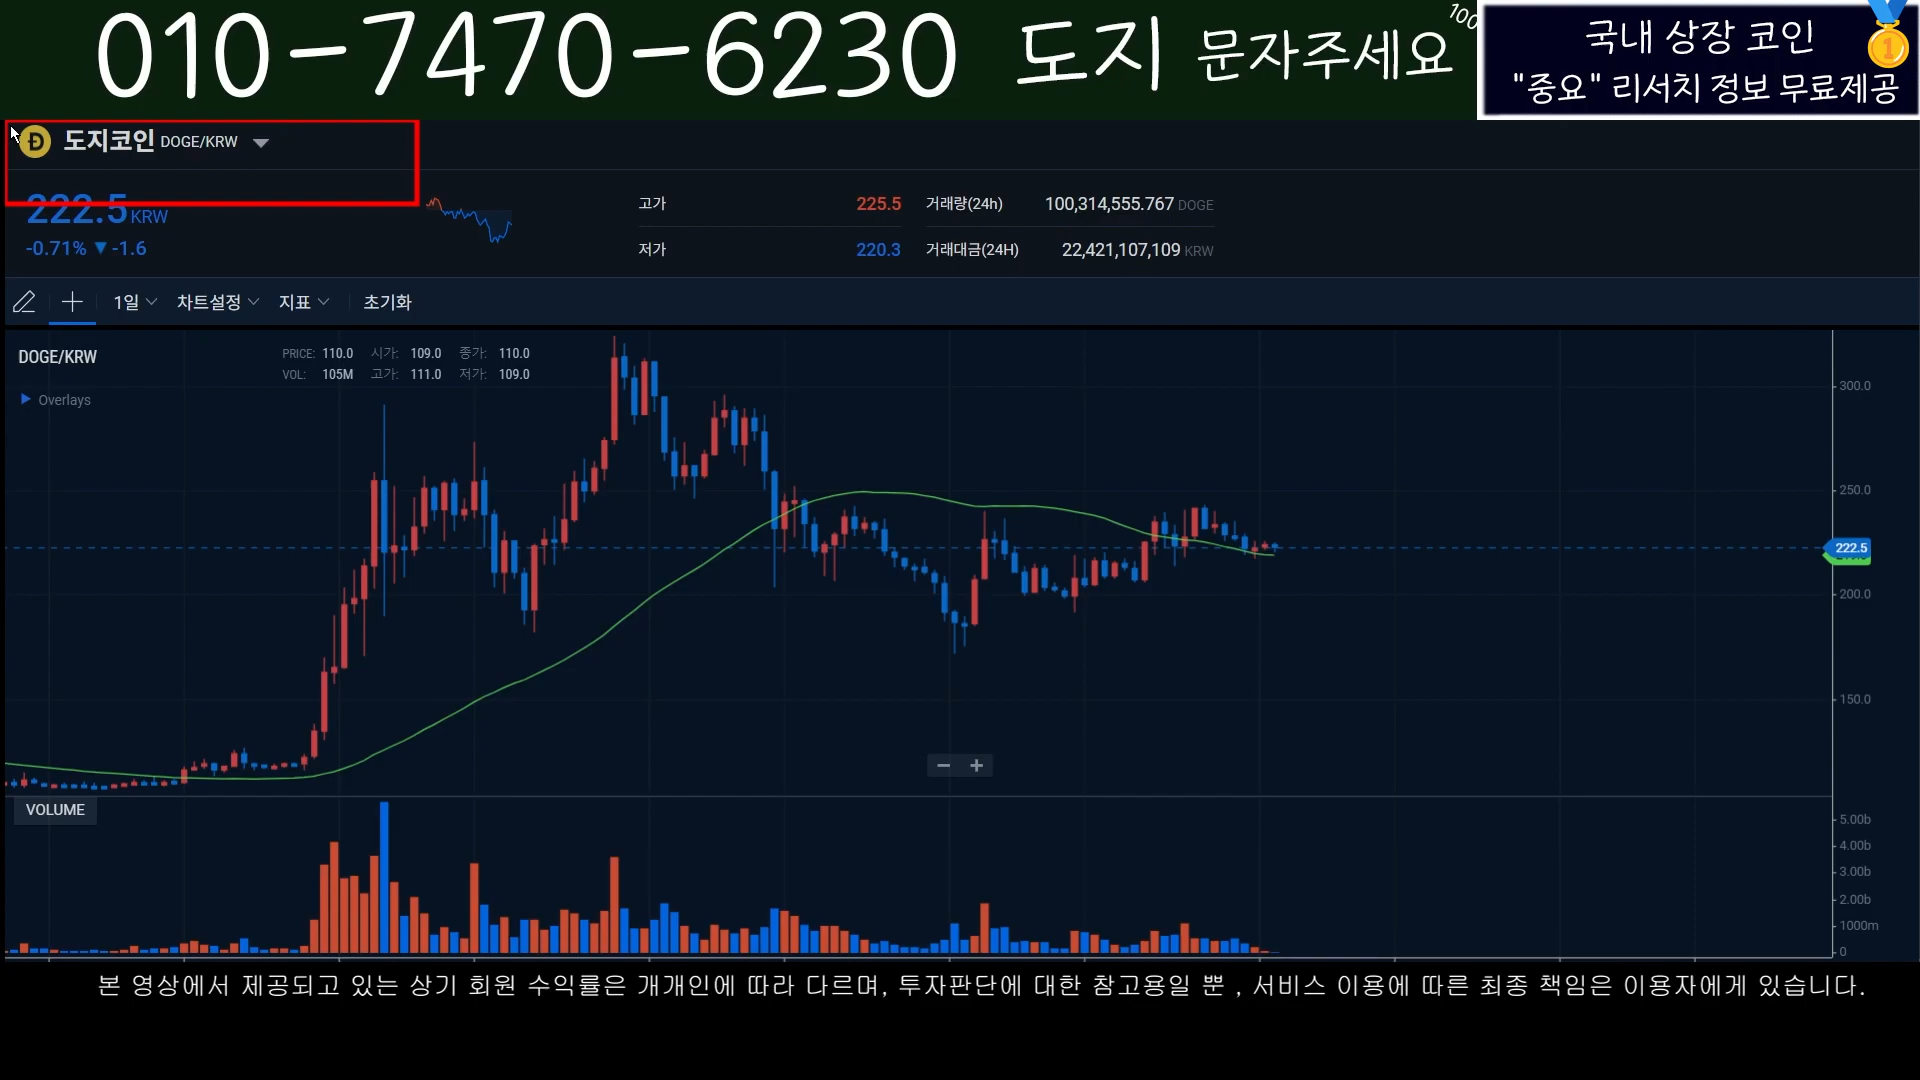 010-7470-6230 도지 문자주세요
100
국내 상장 코인
"중요" 리서치 정보 무료제공
1
도지코인 DOGE/KRW
222.5 KRW
-0.71% ▼ -1.6
고가 225.5 거래량(24h) 100,314,555.767 DOGE
저가 220.3 거래대금(24H) 22,421,107,109 KRW
1일 차트설정 지표 초기화
DOGE/KRW
PRICE: 110.0 시가: 109.0 종가: 110.0
VOL: 105M 고가: 111.0 저가: 109.0
Overlays
300.0
250.0
222.5
200.0
150.0
VOLUME
5.00b
4.00b
3.00b
2.00b
1000m
0
본 영상에서 제공되고 있는 상기 회원 수익률은 개개인에 따라 다르며, 투자판단에 대한 참고용일 뿐 , 서비스 이용에 따른 최종 책임은 이용자에게 있습니다.